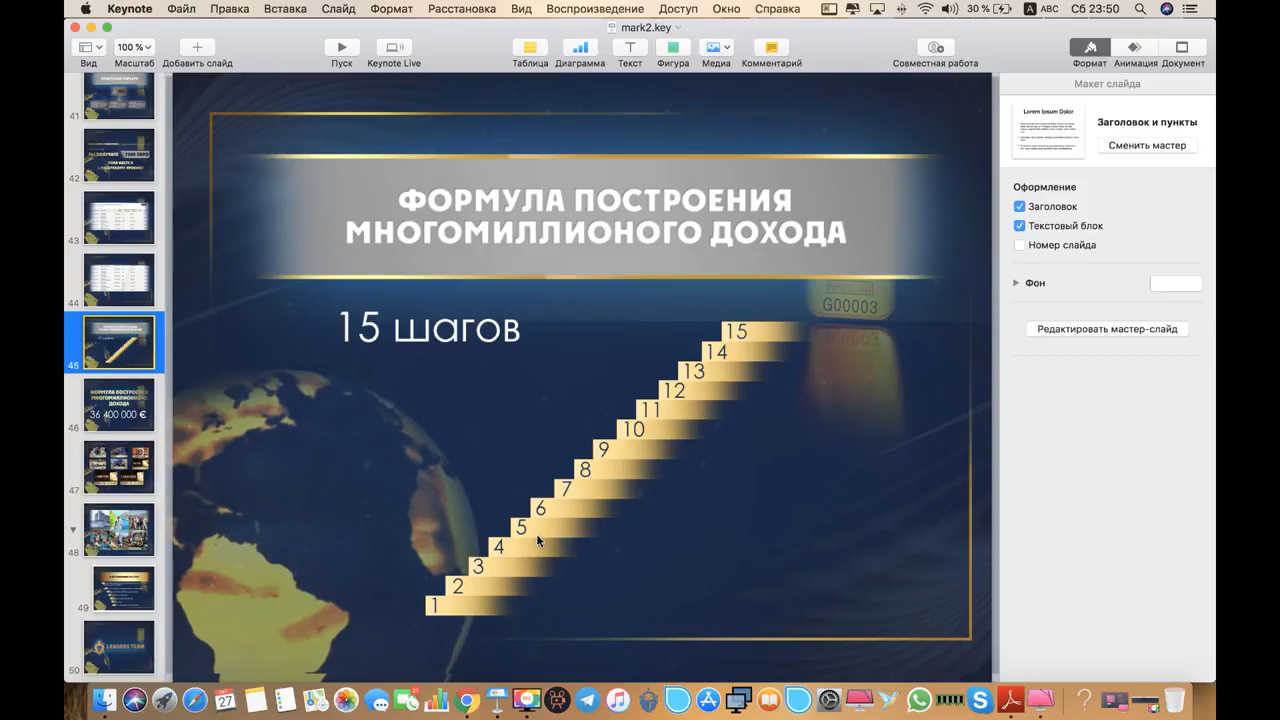 Keynote Файл Правка Вставка Слайд Формат Расстановка Вид Воспроизведение Доступ Окно Справка 30 % A ABC Сб 23:50
mark2.key
100 %
Вид Масштаб Добавить слайд Пуск Keynote Live Таблица Диаграмма Текст Фигура Медиа Комментарий Совместная работа Формат Анимация Документ
Макет слайда
Lorem Ipsum Dolor
Заголовок и пункты
Сменить мастер
Оформление
Заголовок
Текстовый блок
Номер слайда
Фон
Редактировать мастер-слайд
41
42
43
44
45
46
ФОРМУЛА ПОСТРОЕНИЯ
МНОГОМИЛЛИОНОГО
ДОХОДА
36 400 000 €
47
48
49
50
LEADERS TEAM
ФОРМУЛА ПОСТРОЕНИЯ
МНОГОМИЛЛИОНОГО ДОХОДА
G00003
15 шагов
15
14
13
12
11
10
9
8
7
6
5
4
3
2
1